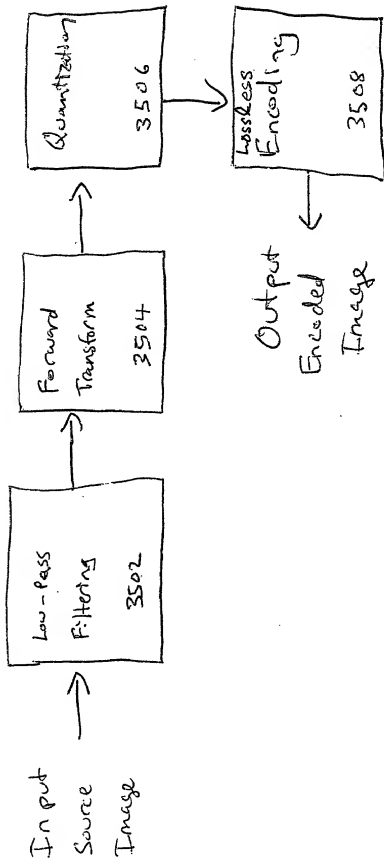 Input
Source
Image
Low-Pass
Filtering
3502
Forward
Transform
3504
Quantization
3506
Lossless
Encoding
3508
Output
Encoded
Image